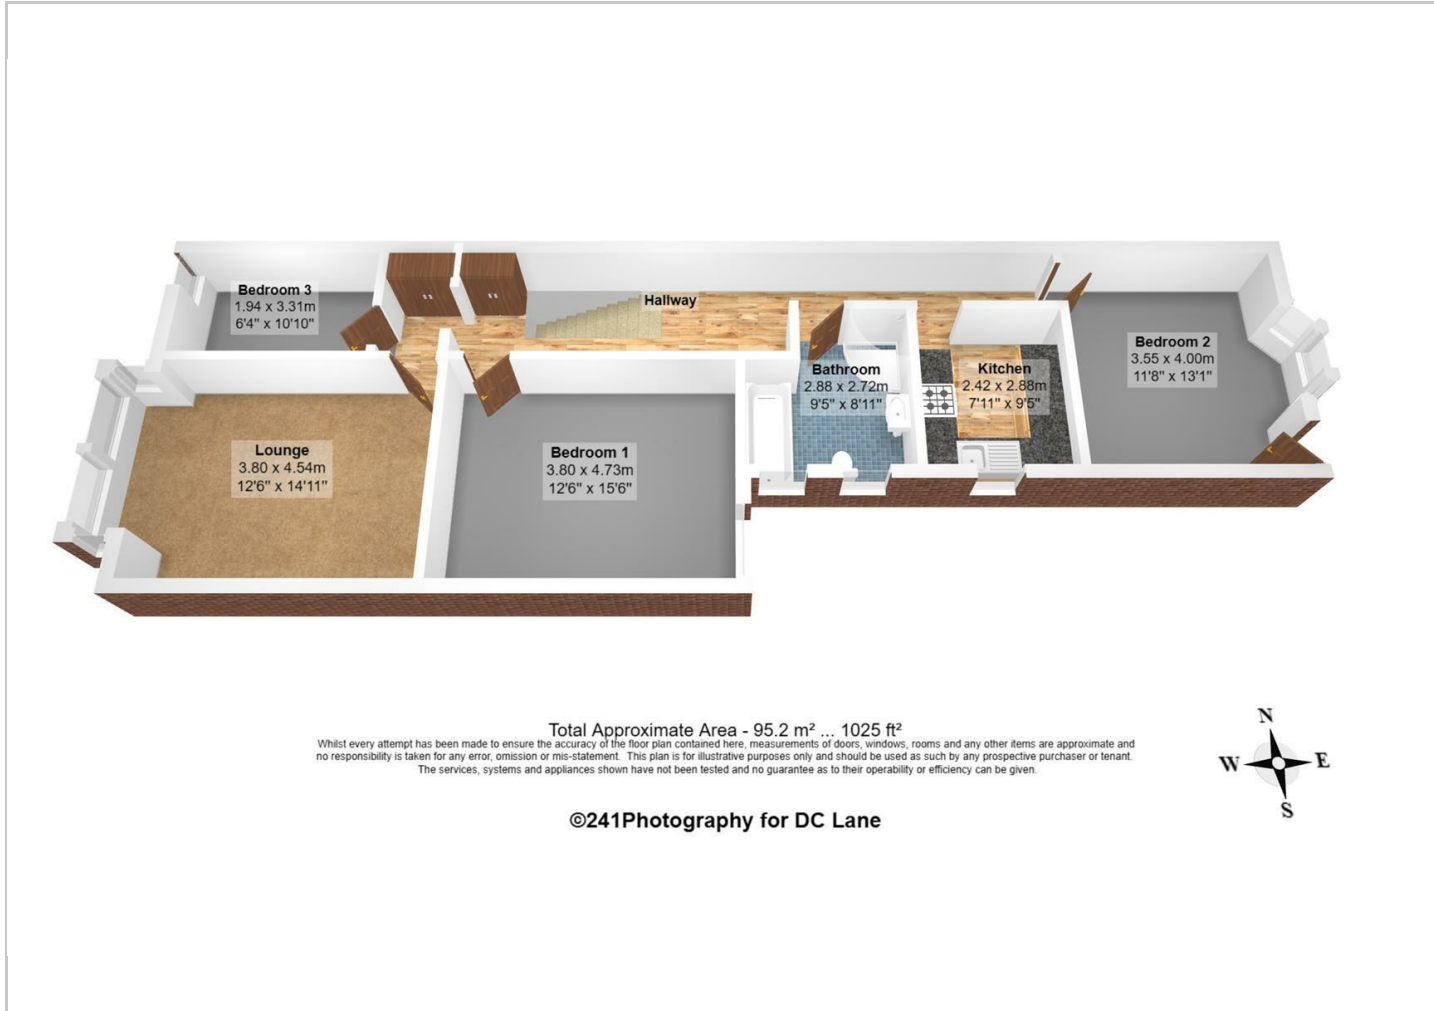 Bedroom 3
1.94 x 3.31m
6'4" x 10'10"
Hallway
Bedroom 2
3.55 x 4.00m
11'8" x 13'1"
Bathroom
2.88 x 2.72m
9'5" x 8'11"
Kitchen
2.42 x 2.88m
7'11" x 9'5"
Lounge
3.80 x 4.54m
12'6" x 14'11"
Bedroom 1
3.80 x 4.73m
12'6" x 15'6"
Total Approximate Area - 95.2 m² ... 1025 ft²
Whilst every attempt has been made to ensure the accuracy of the floor plan contained here, measurements of doors, windows, rooms and any other items are approximate and
no responsibility is taken for any error, omission or mis-statement. This plan is for illustrative purposes only and should be used as such by any prospective purchaser or tenant.
The services, systems and appliances shown have not been tested and no guarantee as to their operability or efficiency can be given.
©241Photography for DC Lane
N
W E
S